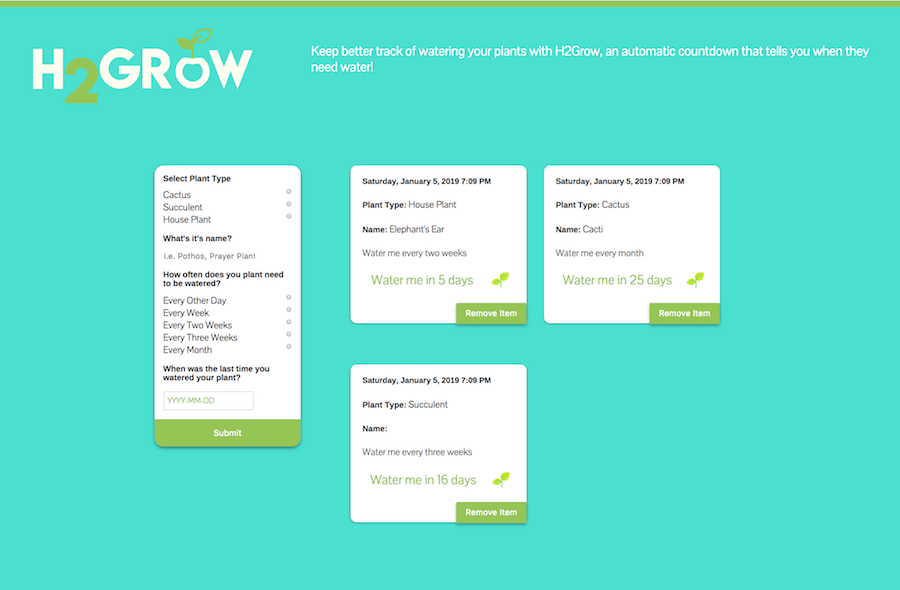 H2GROW
Keep better track of watering your plants with H2Grow, an automatic countdown that tells you when they
need water!
Select Plant Type
Cactus
Succulent
House Plant
What's it's name?
i.e. Pothos, Prayer Plant
How often does you plant need
to be watered?
Every Other Day
Every Week
Every Two Weeks
Every Three Weeks
Every Month
When was the last time you
watered your plant?
YYYY-MM-DD
Submit
Saturday, January 5, 2019 7:09 PM
Plant Type: House Plant
Name: Elephant's Ear
Water me every two weeks
Water me in 5 days
Remove Item
Saturday, January 5, 2019 7:09 PM
Plant Type: Cactus
Name: Cacti
Water me every month
Water me in 25 days
Remove Item
Saturday, January 5, 2019 7:09 PM
Plant Type: Succulent
Name:
Water me every three weeks
Water me in 16 days
Remove Item